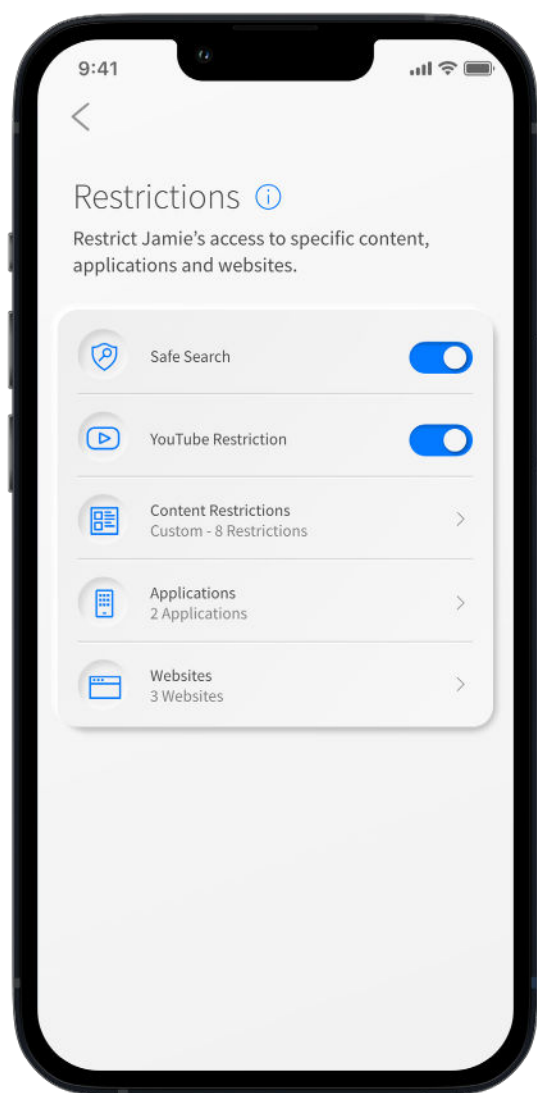 9:41
Restrictions
Restrict Jamie's access to specific content,
applications and websites.
Safe Search
YouTube Restriction
Content Restrictions
Custom - 8 Restrictions
Applications
2 Applications
Websites
3 Websites